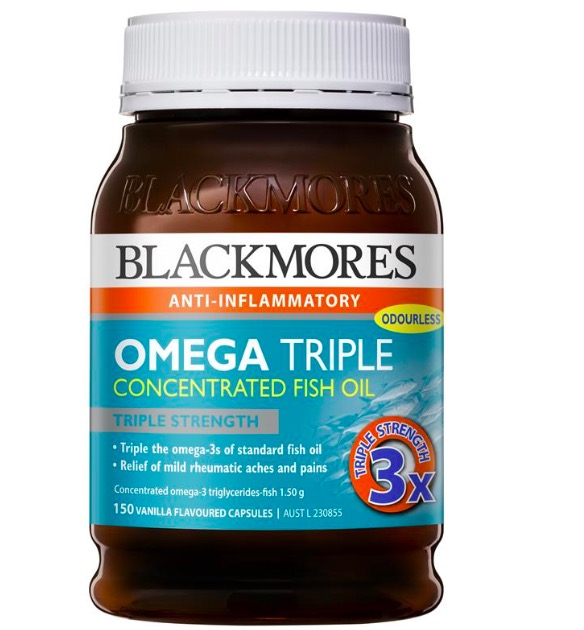 BLACKMORES
BLACKMORES
ANTI-INFLAMMATORY
ODOURLESS
OMEGA TRIPLE
CONCENTRATED FISH OIL
TRIPLE STRENGTH
• Triple the omega-3s of standard fish oil
• Relief of mild rheumatic aches and pains
TRIPLE STRENGTH
3x
Concentrated omega-3 triglycerides-fish 1.50 g
150 VANILLA FLAVOURED CAPSULES | AUST L 230855